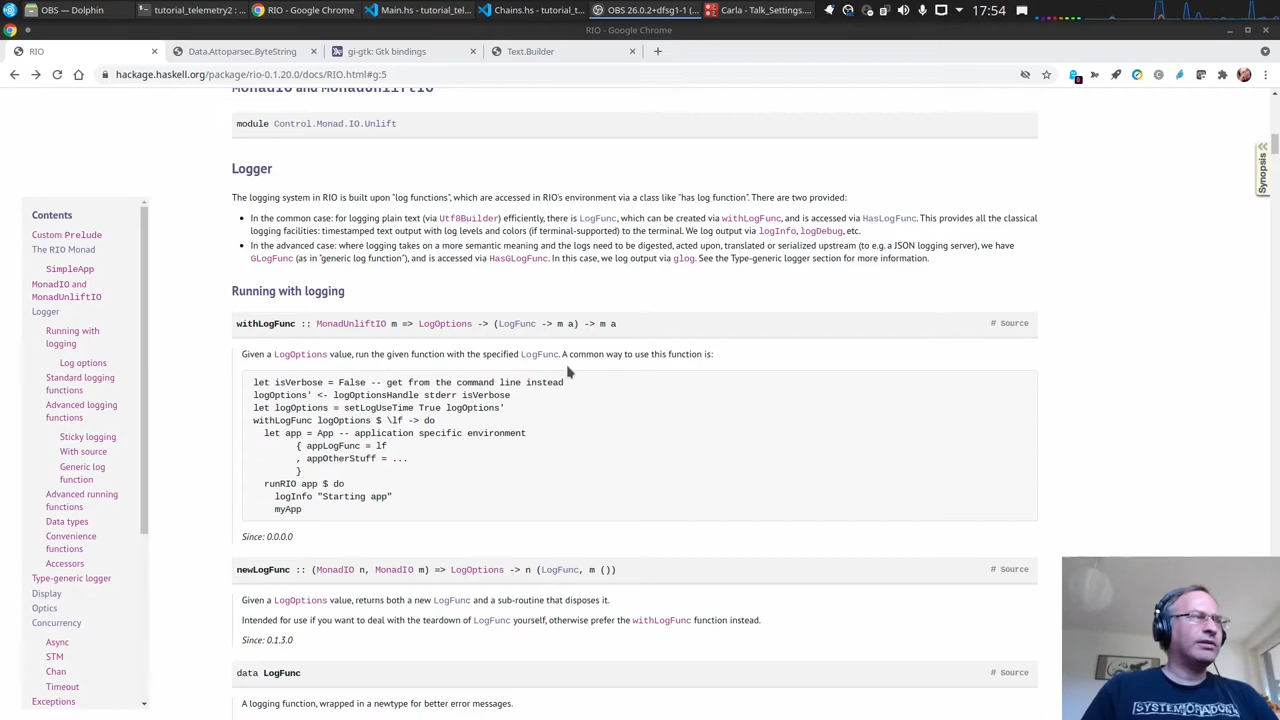 OBS — Dolphin
tutorial_telemetry2 : ...
RIO - Google Chrome
Main.hs - tutorial_tel...
Chains.hs - tutorial_t...
OBS 26.0.2+dfsg1-1 (...
Carla - Talk_Settings....
17:54
RIO - Google Chrome
RIO
Data.Attoparsec.ByteString
gi-gtk: Gtk bindings
Text.Builder
hackage.haskell.org/package/rio-0.1.20.0/docs/RIO.html#g:5
MonadIO and MonadUnliftIO
module Control.Monad.IO.Unlift
Synopsis
Logger
The logging system in RIO is built upon "log functions", which are accessed in RIO's environment via a class like "has log function". There are two provided:
• In the common case: for logging plain text (via Utf8Builder) efficiently, there is LogFunc, which can be created via withLogFunc, and is accessed via HasLogFunc. This provides all the classical
logging facilities: timestamped text output with log levels and colors (if terminal-supported) to the terminal. We log output via logInfo, logDebug, etc.
• In the advanced case: where logging takes on a more semantic meaning and the logs need to be digested, acted upon, translated or serialized upstream (to e.g. a JSON logging server), we have
GLogFunc (as in "generic log function"), and is accessed via HasGLogFunc. In this case, we log output via glog. See the Type-generic logger section for more information.
Running with logging
withLogFunc :: MonadUnliftIO m => LogOptions -> (LogFunc -> m a) -> m a
# Source
Given a LogOptions value, run the given function with the specified LogFunc. A common way to use this function is:
let isVerbose = False -- get from the command line instead
logOptions' <- logOptionsHandle stderr isVerbose
let logOptions = setLogUseTime True logOptions'
withLogFunc logOptions $ \lf -> do
let app = App -- application specific environment
{ appLogFunc = lf
, appOtherStuff = ...
}
runRIO app $ do
logInfo "Starting app"
myApp
Since: 0.0.0.0
newLogFunc :: (MonadIO n, MonadIO m) => LogOptions -> n (LogFunc, m ())
# Source
Given a LogOptions value, returns both a new LogFunc and a sub-routine that disposes it.
Intended for use if you want to deal with the teardown of LogFunc yourself, otherwise prefer the withLogFunc function instead.
Since: 0.1.3.0
data LogFunc
# Source
A logging function, wrapped in a newtype for better error messages.
Contents
Custom Prelude
The RIO Monad
SimpleApp
MonadIO and
MonadUnliftIO
Logger
Running with
logging
Log options
Standard logging
functions
Advanced logging
functions
Sticky logging
With source
Generic log
function
Advanced running
functions
Data types
Convenience
functions
Accessors
Type-generic logger
Display
Optics
Concurrency
Async
STM
Chan
Timeout
Exceptions